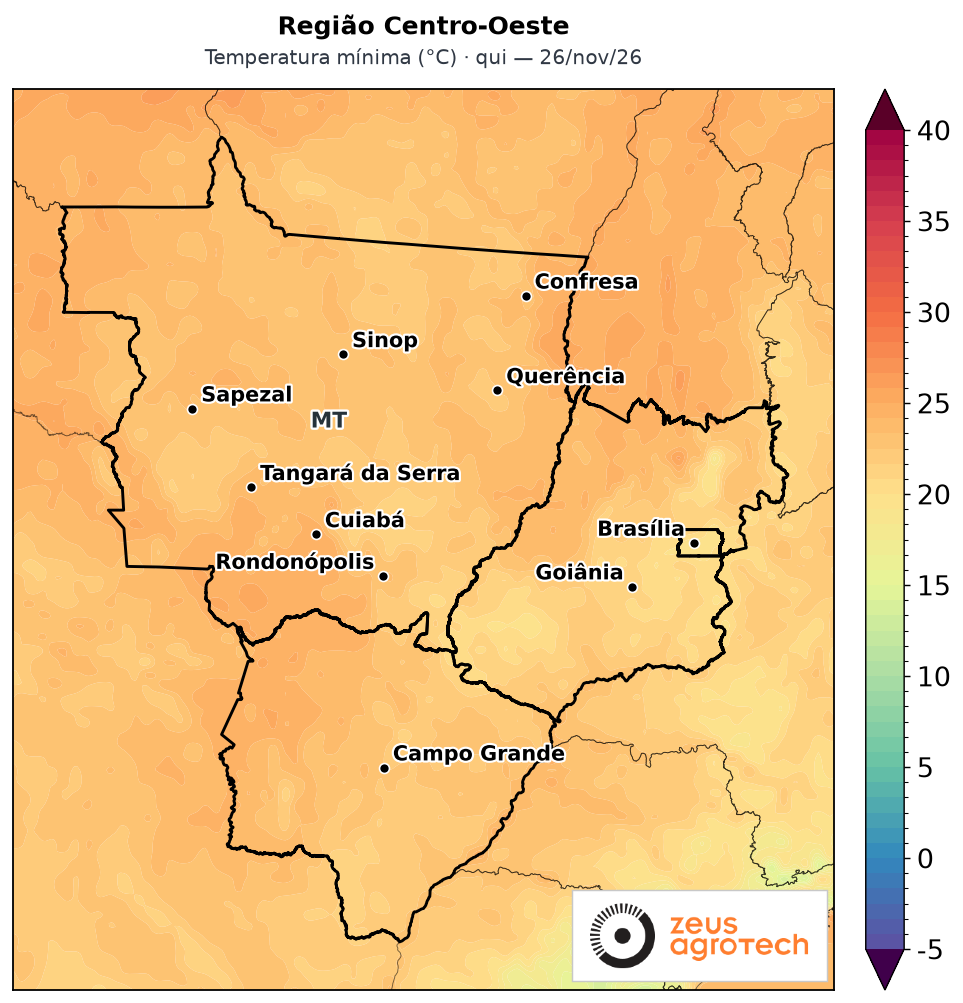 Região Centro-Oeste
Temperatura mínima (°C) · qui — 26/nov/26
Confresa
Sinop
Querência
Sapezal
MT
Tangará da Serra
Cuiabá
Brasília
Rondonópolis
Goiânia
Campo Grande
40
35
30
25
20
15
10
5
0
-5
zeus
agrotech